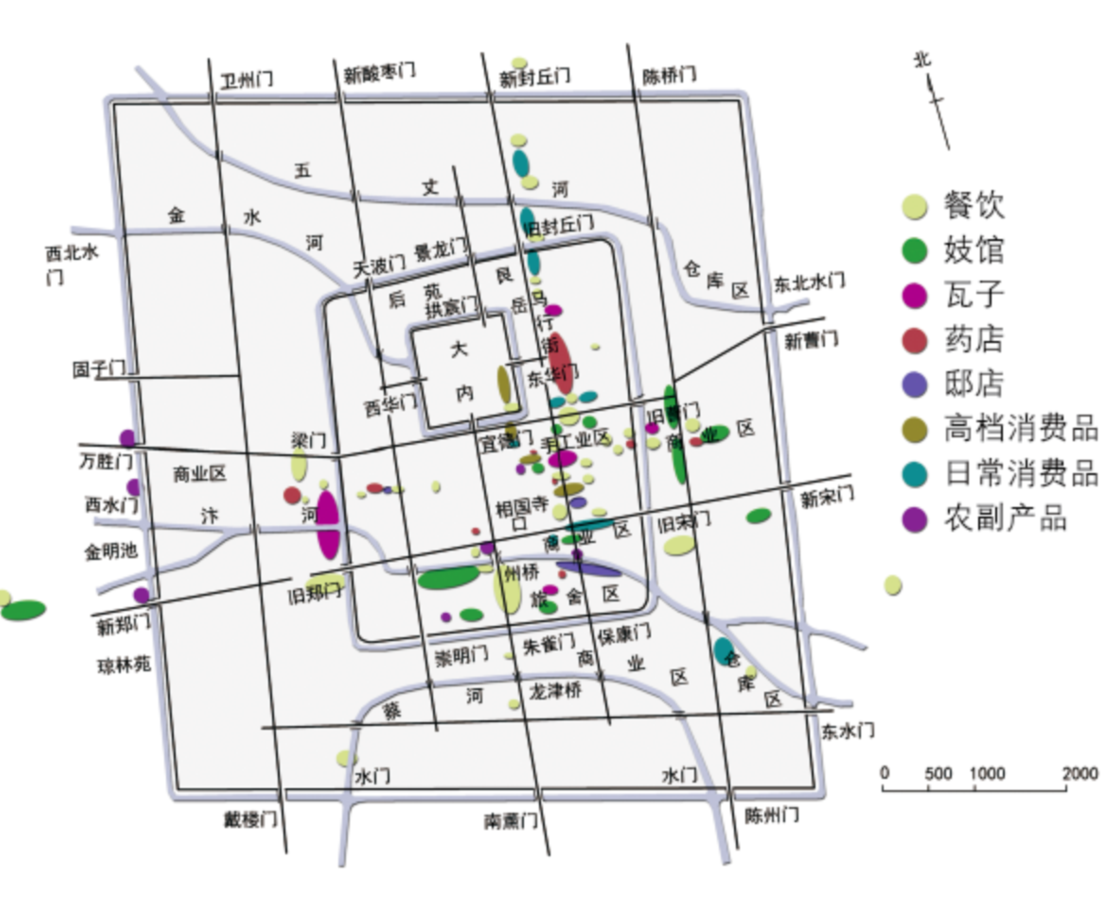 卫州门
新酸枣门
新封丘门
陈桥门
北
五丈河
金水河
西北水门
旧封丘门
天波门
景龙门
艮岳
后苑
拱宸门
马行街
仓库区
东北水门
新曹门
大内
东华门
西华门
固子门
梁门
宜德门
手工业区
旧曹门
商业区
万胜门
商业区
西水门
汴河
相国寺
口
商业区
旧宋门
新宋门
金明池
旧郑门
州桥
旅舍区
新郑门
琼林苑
崇明门
朱雀门
保康门
商业区
仓库区
蔡河
龙津桥
东水门
水门
水门
戴楼门
南薰门
陈州门
餐饮
妓馆
瓦子
药店
邸店
高档消费品
日常消费品
农副产品
0 500 1000 2000